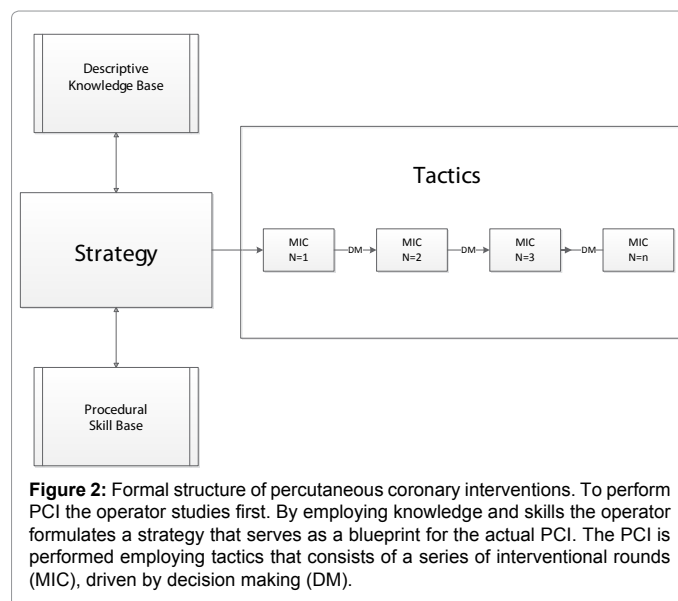 Descriptive
Knowledge Base
Tactics
Strategy
MIC
N=1
DM
MIC
N=2
DM
MIC
N=3
DM
MIC
N=n
Procedural
Skill Base
Figure 2: Formal structure of percutaneous coronary interventions. To perform
PCI the operator studies first. By employing knowledge and skills the operator
formulates a strategy that serves as a blueprint for the actual PCI. The PCI is
performed employing tactics that consists of a series of interventional rounds
(MIC), driven by decision making (DM).